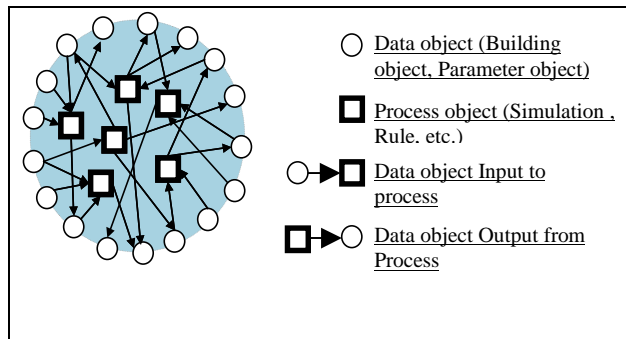 Data object (Building
object, Parameter object)
Process object (Simulation ,
Rule, etc.)
Data object Input to
process
Data object Output from
Process